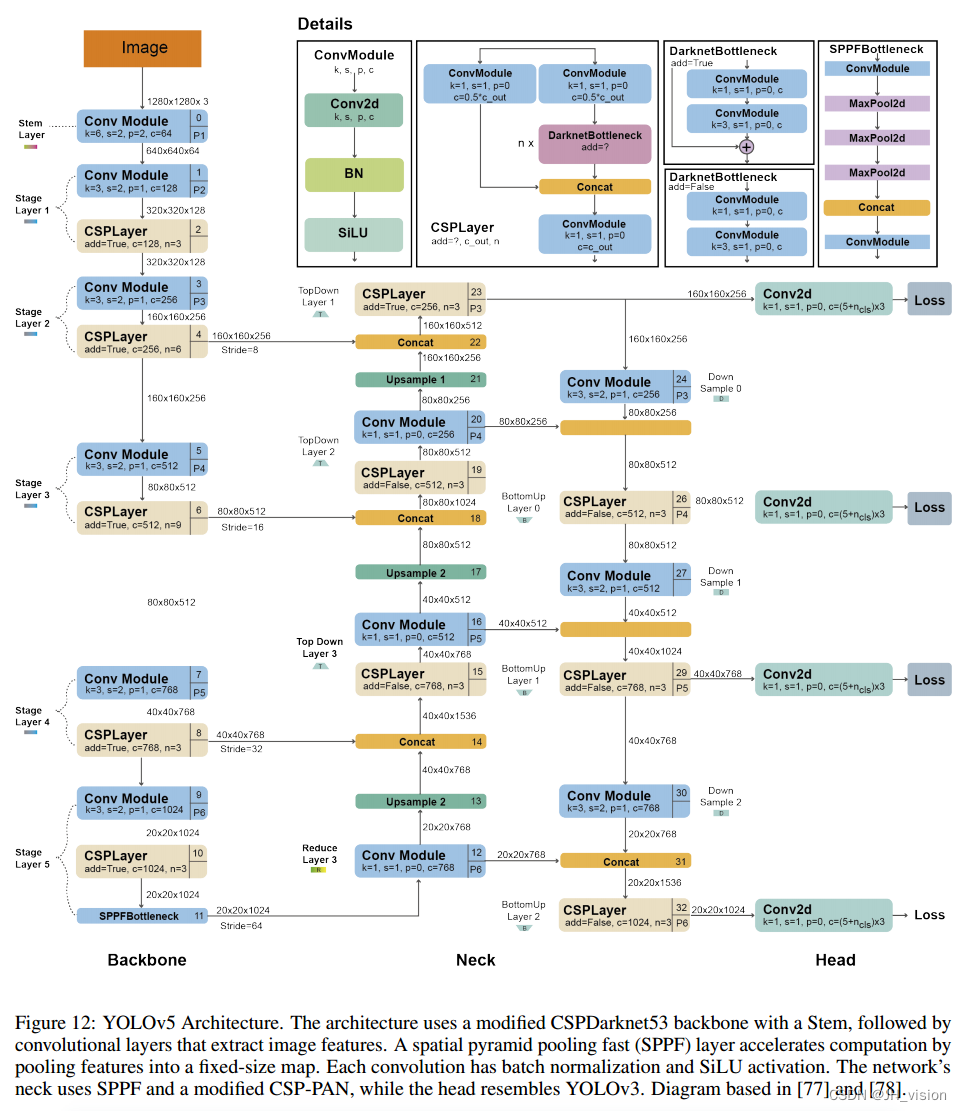 Details
Image
1280x1280x 3
Stem
Layer
Conv Module
k=6, s=2, p=2, c=64
0
P1
640x640x64
Stage
Layer 1
Conv Module
k=3, s=2, p=1, c=128
1
P2
320x320x128
CSPLayer
add=True, c=128, n=3
2
320x320x128
Stage
Layer 2
Conv Module
k=3, s=2, p=1, c=256
3
P3
160x160x256
CSPLayer
add=True, c=256, n=6
4
160x160x256
Stride=8
160x160x256
Stage
Layer 3
Conv Module
k=3, s=2, p=1, c=512
5
P4
80x80x512
CSPLayer
add=True, c=512, n=9
6
80x80x512
Stride=16
80x80x512
Stage
Layer 4
Conv Module
k=3, s=2, p=1, c=768
7
P5
40x40x768
CSPLayer
add=True, c=768, n=3
8
40x40x768
Stride=32
Stage
Layer 5
Conv Module
k=3, s=2, p=1, c=1024
9
P6
20x20x1024
CSPLayer
add=True, c=1024, n=3
10
20x20x1024
SPPFBottleneck
11
20x20x1024
Stride=64
Backbone
ConvModule
k, s, p, c
Conv2d
k, s, p, c
BN
SiLU
ConvModule
k=1, s=1, p=0
c=0.5*c_out
ConvModule
k=1, s=1, p=0
c=0.5*c_out
n x
DarknetBottleneck
add=?
Concat
ConvModule
k=1, s=1, p=0
c=c_out
CSPLayer
add=?, c_out, n
DarknetBottleneck
add=True
ConvModule
k=1, s=1, p=0, c
ConvModule
k=3, s=1, p=0, c
+
DarknetBottleneck
add=False
ConvModule
k=1, s=1, p=0, c
ConvModule
k=3, s=1, p=0, c
SPPFBottleneck
ConvModule
MaxPool2d
MaxPool2d
MaxPool2d
Concat
ConvModule
TopDown
Layer 1
T
CSPLayer
add=True, c=256, n=3
23
P3
160x160x512
Concat
22
160x160x256
Upsample 1
21
80x80x256
TopDown
Layer 2
T
Conv Module
k=1, s=1, p=0, c=256
20
P4
80x80x256
80x80x512
CSPLayer
add=False, c=512, n=3
19
80x80x1024
Concat
18
80x80x512
Upsample 2
17
40x40x512
Top Down
Layer 3
T
Conv Module
k=1, s=1, p=0, c=512
16
P5
40x40x512
40x40x768
CSPLayer
add=False, c=768, n=3
15
40x40x1536
Concat
14
40x40x768
Upsample 2
13
20x20x768
Reduce
Layer 3
R
Conv Module
k=1, s=1, p=0, c=768
12
P6
20x20x768
160x160x256
160x160x256
Conv Module
k=3, s=2, p=1, c=256
24
P3
Down
Sample 0
D
80x80x256
80x80x512
BottomUp
Layer 0
B
CSPLayer
add=False, c=512, n=3
26
P4
80x80x512
80x80x512
Conv Module
k=3, s=2, p=1, c=512
27
Down
Sample 1
D
40x40x512
40x40x1024
BottomUp
Layer 1
B
CSPLayer
add=False, c=768, n=3
29
P5
40x40x768
40x40x768
Conv Module
k=3, s=2, p=1, c=768
30
Down
Sample 2
D
20x20x768
Concat
31
20x20x1536
BottomUp
Layer 2
B
CSPLayer
add=False, c=1024, n=3
32
P6
20x20x1024
Neck
Conv2d
k=1, s=1, p=0, c=(5+ncls)x3
Loss
Conv2d
k=1, s=1, p=0, c=(5+ncls)x3
Loss
Conv2d
k=1, s=1, p=0, c=(5+ncls)x3
Loss
Conv2d
k=1, s=1, p=0, c=(5+ncls)x3
Loss
Head
Figure 12: YOLOv5 Architecture. The architecture uses a modified CSPDarknet53 backbone with a Stem, followed by
convolutional layers that extract image features. A spatial pyramid pooling fast (SPPF) layer accelerates computation by
pooling features into a fixed-size map. Each convolution has batch normalization and SiLU activation. The network's
neck uses SPPF and a modified CSP-PAN, while the head resembles YOLOv3. Diagram based in [77] and [78].
CSDN @JH_vision